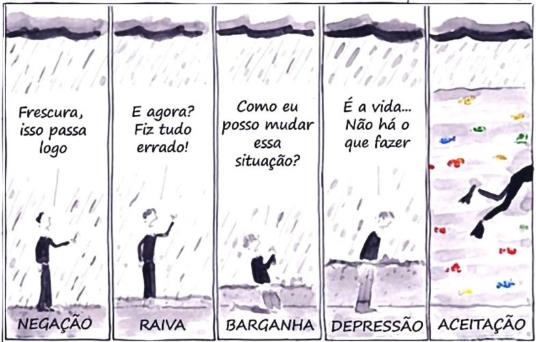 Frescura,
isso passa
logo
NEGAÇÃO
E agora?
Fiz tudo
errado!
RAIVA
Como eu
posso mudar
essa
situação?
BARGANHA
É a vida...
Não há o
que fazer
DEPRESSÃO
ACEITAÇÃO